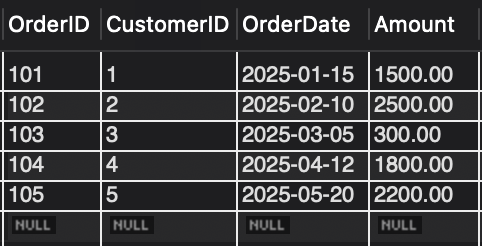 OrderID CustomerID OrderDate Amount
101 1 2025-01-15 1500.00
102 2 2025-02-10 2500.00
103 3 2025-03-05 300.00
104 4 2025-04-12 1800.00
105 5 2025-05-20 2200.00
NULL NULL NULL NULL